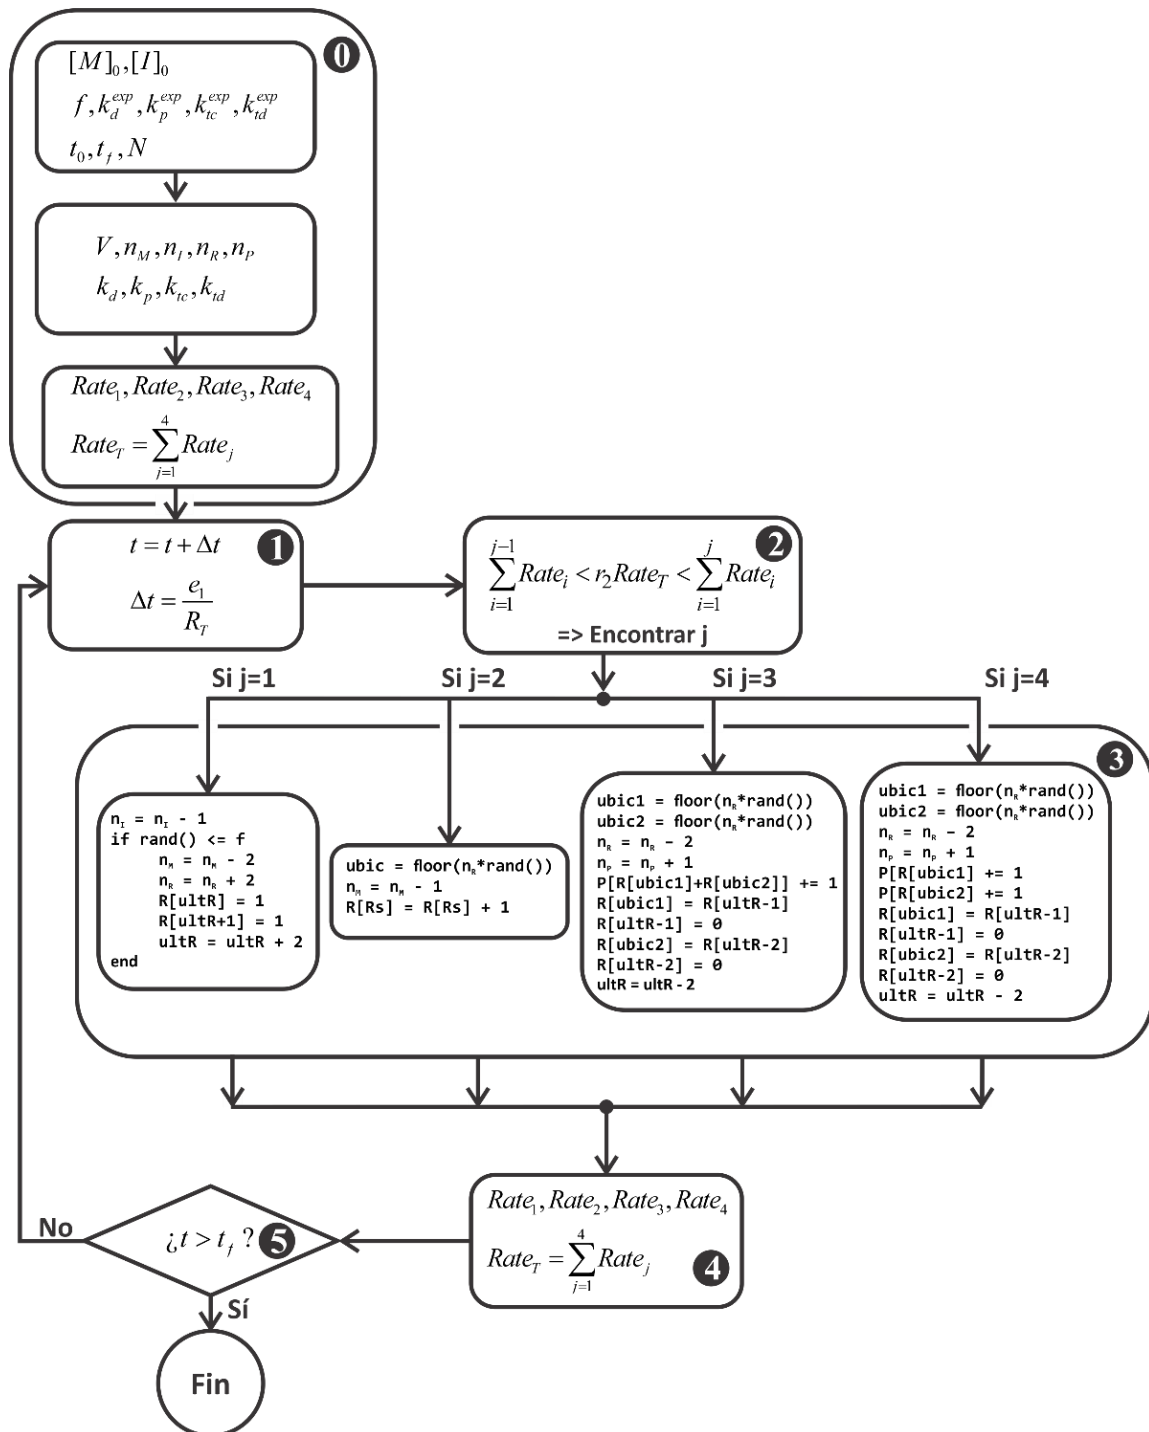 0
[M]₀,[I]₀
f, k_d^exp, k_p^exp, k_tc^exp, k_td^exp
t₀, t_f, N
V, n_M, n_I, n_R, n_P
k_d, k_p, k_tc, k_td
Rate₁, Rate₂, Rate₃, Rate₄
Rate_T = ∑_{j=1}^{4} Rate_j
1
t = t + Δt
Δt = e₁ / R_T
2
∑_{i=1}^{j-1} Rate_i < r₂Rate_T < ∑_{i=1}^{j} Rate_i
=> Encontrar j
Si j=1
Si j=2
Si j=3
Si j=4
3
n_I = n_I - 1
if rand() <= f
n_M = n_M - 2
n_R = n_R + 2
R[ultR] = 1
R[ultR+1] = 1
ultR = ultR + 2
end
ubic = floor(n_R*rand())
n_M = n_M - 1
R[Rs] = R[Rs] + 1
ubic1 = floor(n_R*rand())
ubic2 = floor(n_R*rand())
n_R = n_R - 2
n_P = n_P + 1
P[R[ubic1]+R[ubic2]] += 1
R[ubic1] = R[ultR-1]
R[ultR-1] = 0
R[ubic2] = R[ultR-2]
R[ultR-2] = 0
ultR = ultR - 2
ubic1 = floor(n_R*rand())
ubic2 = floor(n_R*rand())
n_R = n_R - 2
n_P = n_P + 1
P[R[ubic1] += 1
P[R[ubic2] += 1
R[ubic1] = R[ultR-1]
R[ultR-1] = 0
R[ubic2] = R[ultR-2]
R[ultR-2] = 0
ultR = ultR - 2
Rate₁, Rate₂, Rate₃, Rate₄
Rate_T = ∑_{j=1}^{4} Rate_j
4
¿t > t_f ?
5
No
Sí
Fin